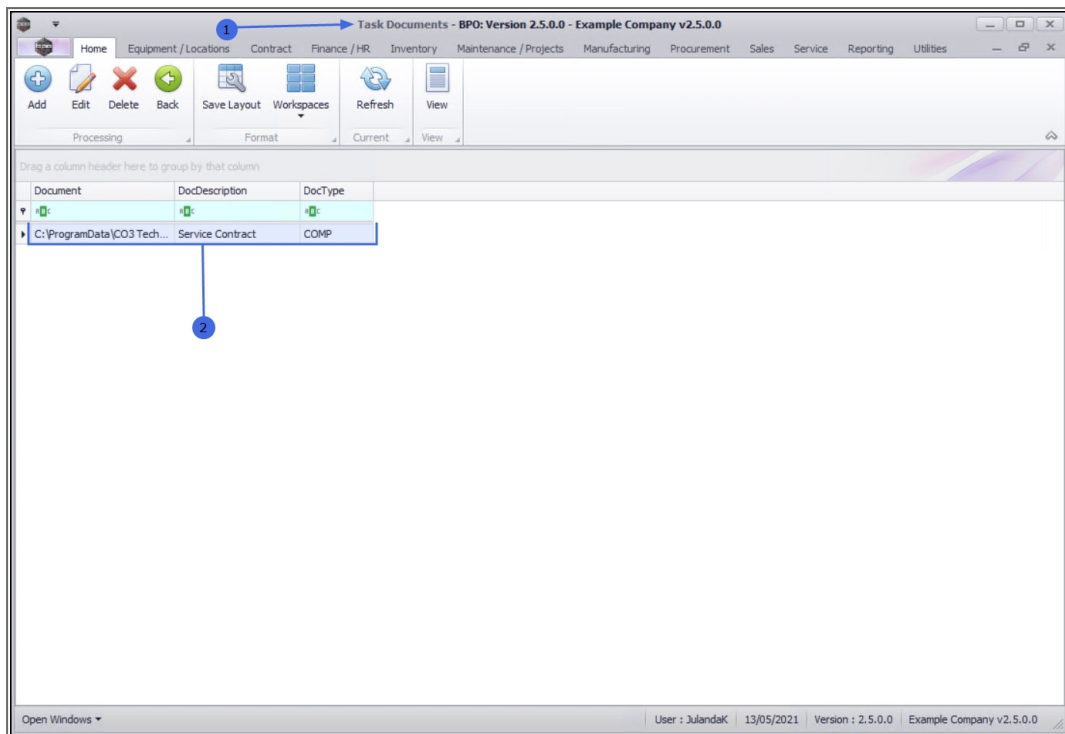 1
Task Documents - BPO: Version 2.5.0.0 - Example Company v2.5.0.0
Home Equipment / Locations Contract Finance / HR Inventory Maintenance / Projects Manufacturing Procurement Sales Service Reporting Utilities
Add Edit Delete Back Save Layout Workspaces Refresh View
Processing Format Current View
Drag a column header here to group by that column
Document DocDescription DocType
C:\ProgramData\CO3 Tech... Service Contract COMP
2
Open Windows User : JulandaK 13/05/2021 Version : 2.5.0.0 Example Company v2.5.0.0